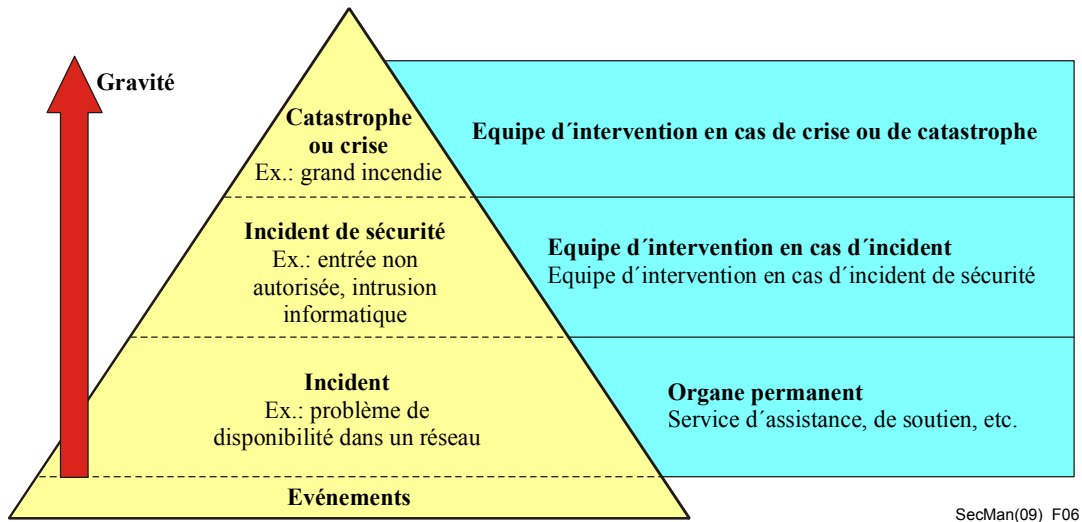 Gravité
Catastrophe
ou crise
Ex.: grand incendie
Equipe d´intervention en cas de crise ou de catastrophe
Incident de sécurité
Ex.: entrée non
autorisée, intrusion
informatique
Equipe d´intervention en cas d´incident
Equipe d´intervention en cas d´incident de sécurité
Incident
Ex.: problème de
disponibilité dans un réseau
Organe permanent
Service d´assistance, de soutien, etc.
Evénements
SecMan(09)_F06